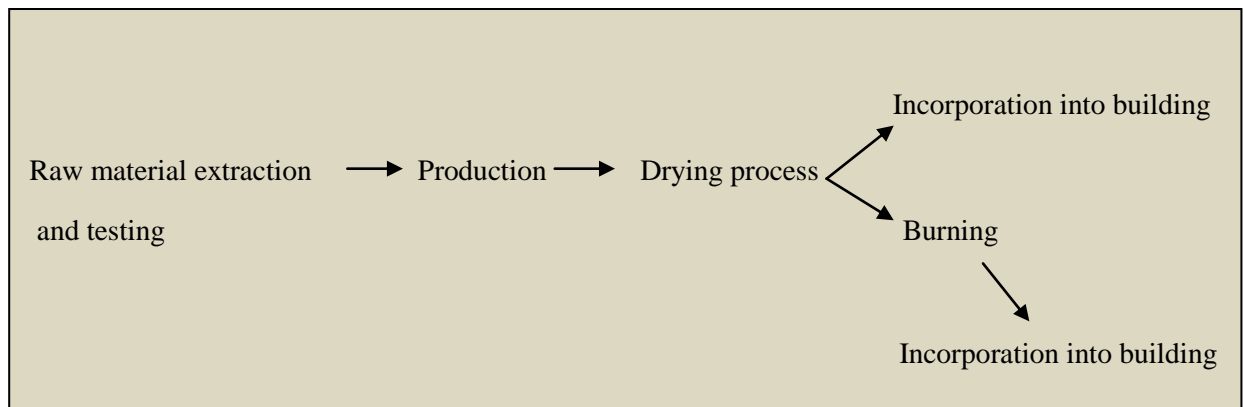 Incorporation into building
Raw material extraction
Production
Drying process
and testing
Burning
Incorporation into building